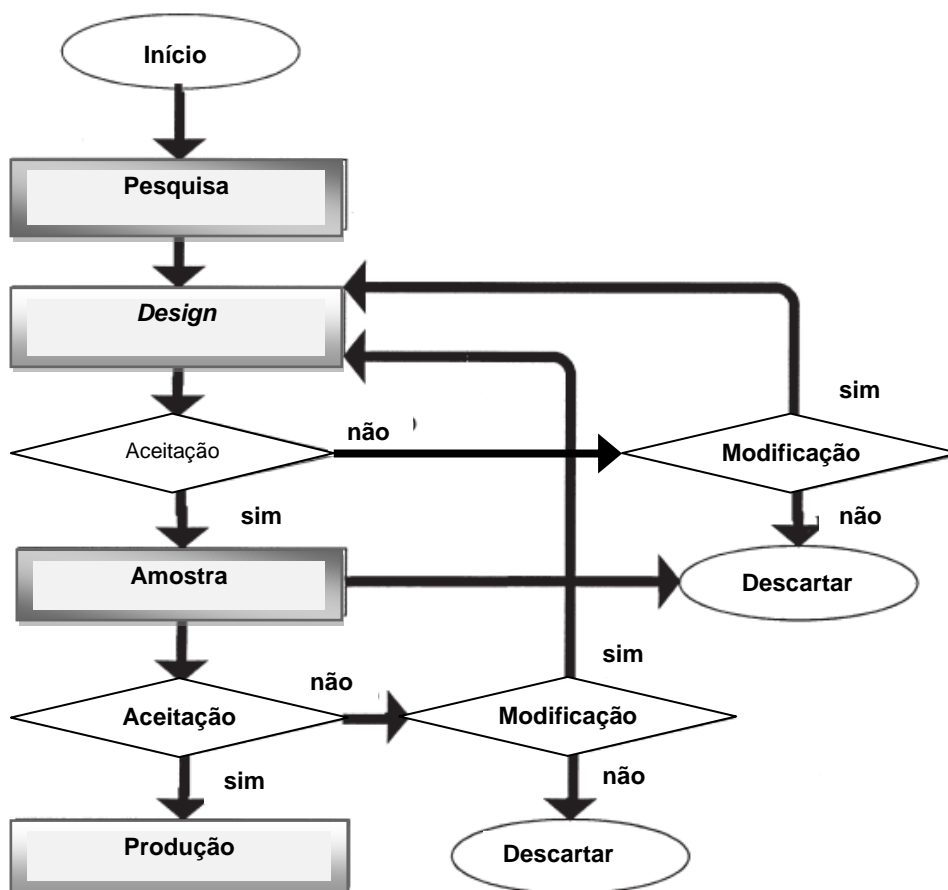 Início
Pesquisa
Design
sim
não
Aceitação
Modificação
sim
não
Amostra
Descartar
sim
não
Aceitação
Modificação
sim
não
Produção
Descartar